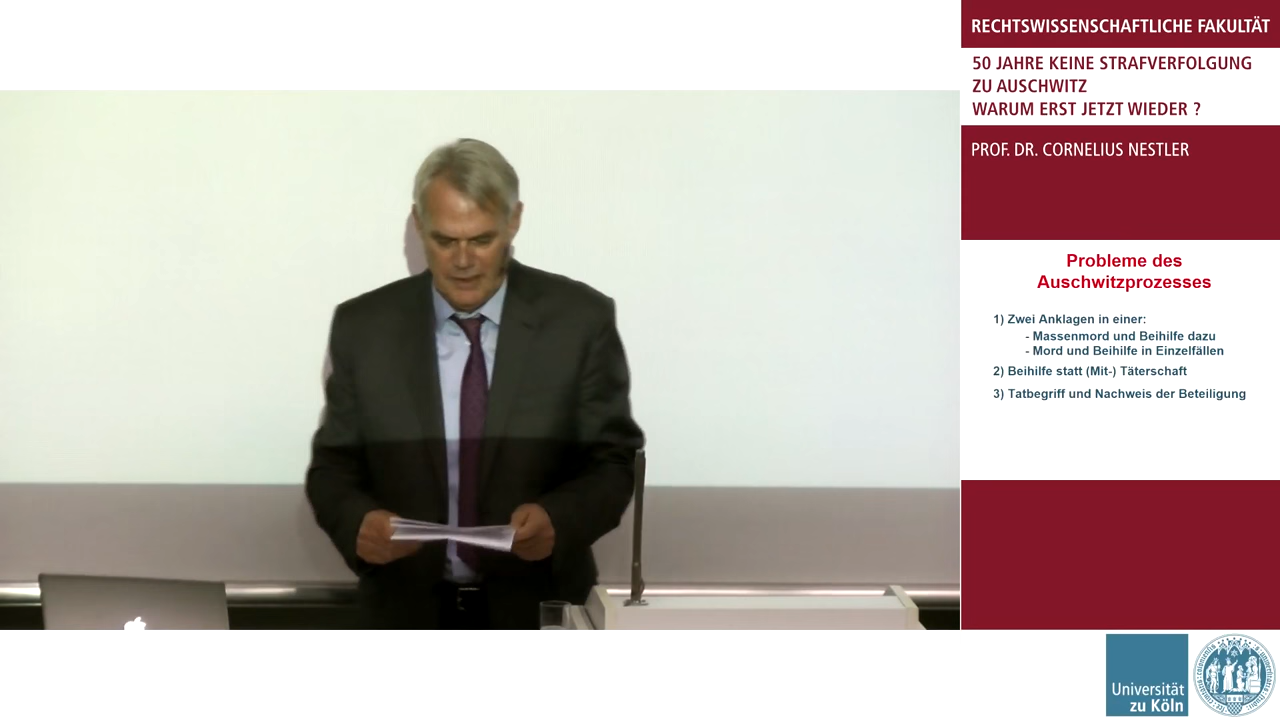 RECHTSWISSENSCHAFTLICHE FAKULTÄT
50 JAHRE KEINE STRAFVERFOLGUNG
ZU AUSCHWITZ
WARUM ERST JETZT WIEDER ?
PROF. DR. CORNELIUS NESTLER
Probleme des
Auschwitzprozesses
1) Zwei Anklagen in einer:
- Massenmord und Beihilfe dazu
- Mord und Beihilfe in Einzelfällen
2) Beihilfe statt (Mit-) Täterschaft
3) Tatbegriff und Nachweis der Beteiligung
Universität
zu Köln